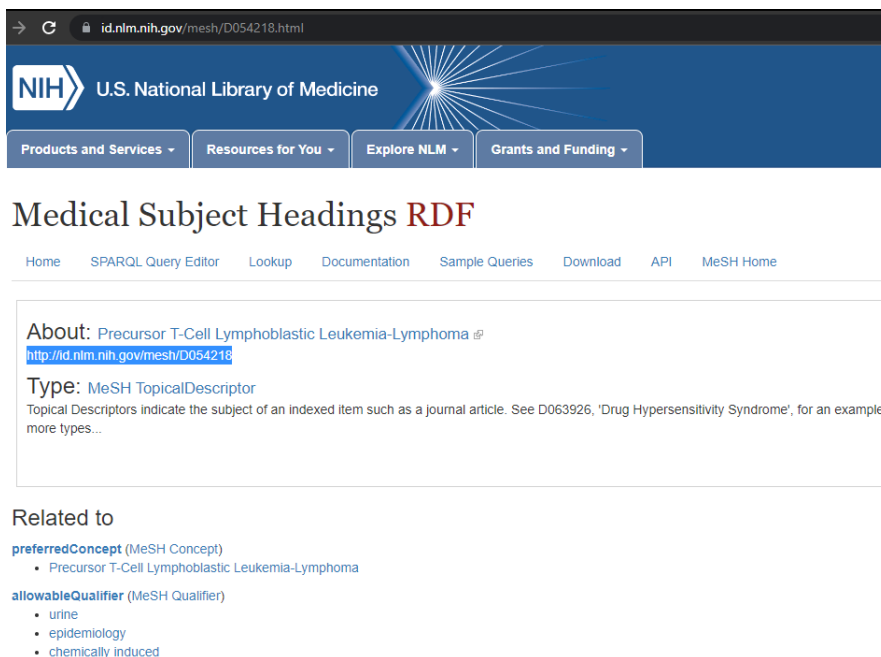 id.nlm.nih.gov/mesh/D054218.html
NIH U.S. National Library of Medicine
Products and Services Resources for You Explore NLM Grants and Funding
Medical Subject Headings RDF
Home SPARQL Query Editor Lookup Documentation Sample Queries Download API MeSH Home
About: Precursor T-Cell Lymphoblastic Leukemia-Lymphoma
http://id.nlm.nih.gov/mesh/D054218
Type: MeSH TopicalDescriptor
Topical Descriptors indicate the subject of an indexed item such as a journal article. See D063926, 'Drug Hypersensitivity Syndrome', for an example
more types...
Related to
preferredConcept (MeSH Concept)
• Precursor T-Cell Lymphoblastic Leukemia-Lymphoma
allowableQualifier (MeSH Qualifier)
• urine
• epidemiology
• chemically induced